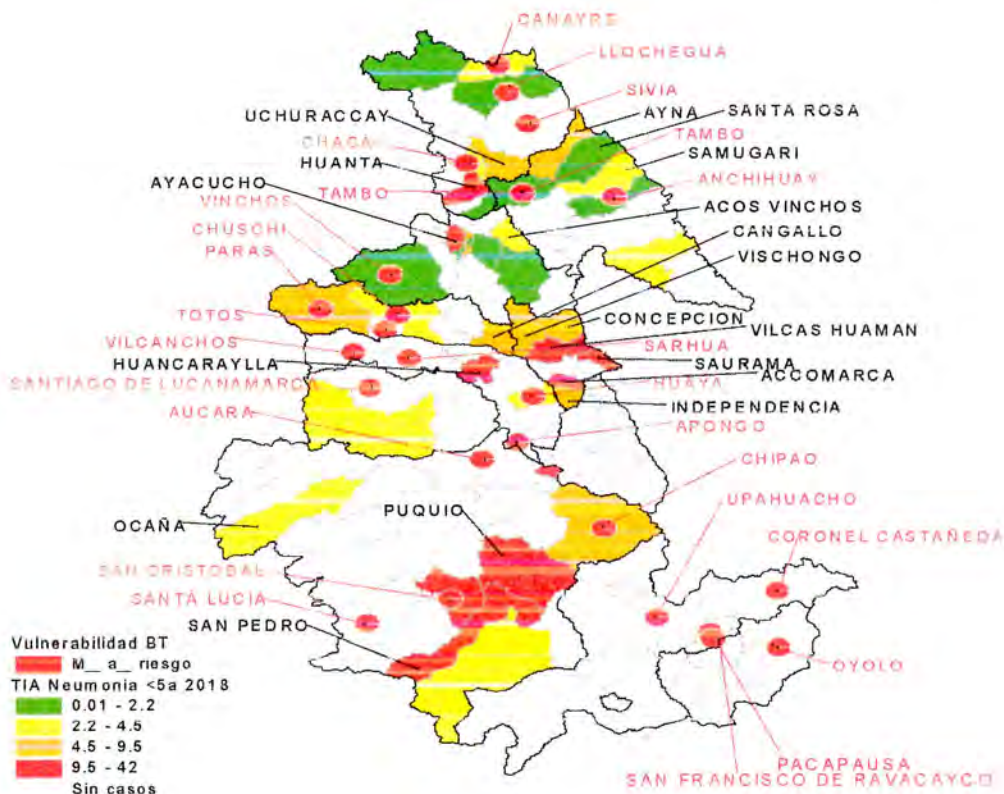 CANAYRE
LLOCHEGUA
SIVIA
UCHURACCAY
AYNA
SANTA ROSA
CHACA
TAMBO
HUANTA
SAMUGARI
AYACUCHO
TAMBO
ANCHIHUAY
VINCHOS
ACOS VINCHOS
CHUSCHI
CANGALLO
PARAS
VISCHONGO
TOTOS
CONCEPCION
VILCAS HUAMAN
VILCANCHOS
SARHUA
HUANCARAYLLA
SAURAMA
ACCOMARCA
SANTIAGO DE LUCANAMARCA
HUAYA
AUCARA
INDEPENDENCIA
APONGO
CHIPAO
UPAHUACHO
PUQUIO
OCAÑA
CORONEL CASTAÑEDA
SAN CRISTOBAL
SANTA LUCIA
SAN PEDRO
OYOLO
PACAPAUSA
SAN FRANCISCO DE RAVACAYCO
Vulnerabilidad BT
M__ a__ riesgo
TIA Neumonia <5a 2018
0.01 - 2.2
2.2 - 4.5
4.5 - 9.5
9.5 - 42
Sin casos